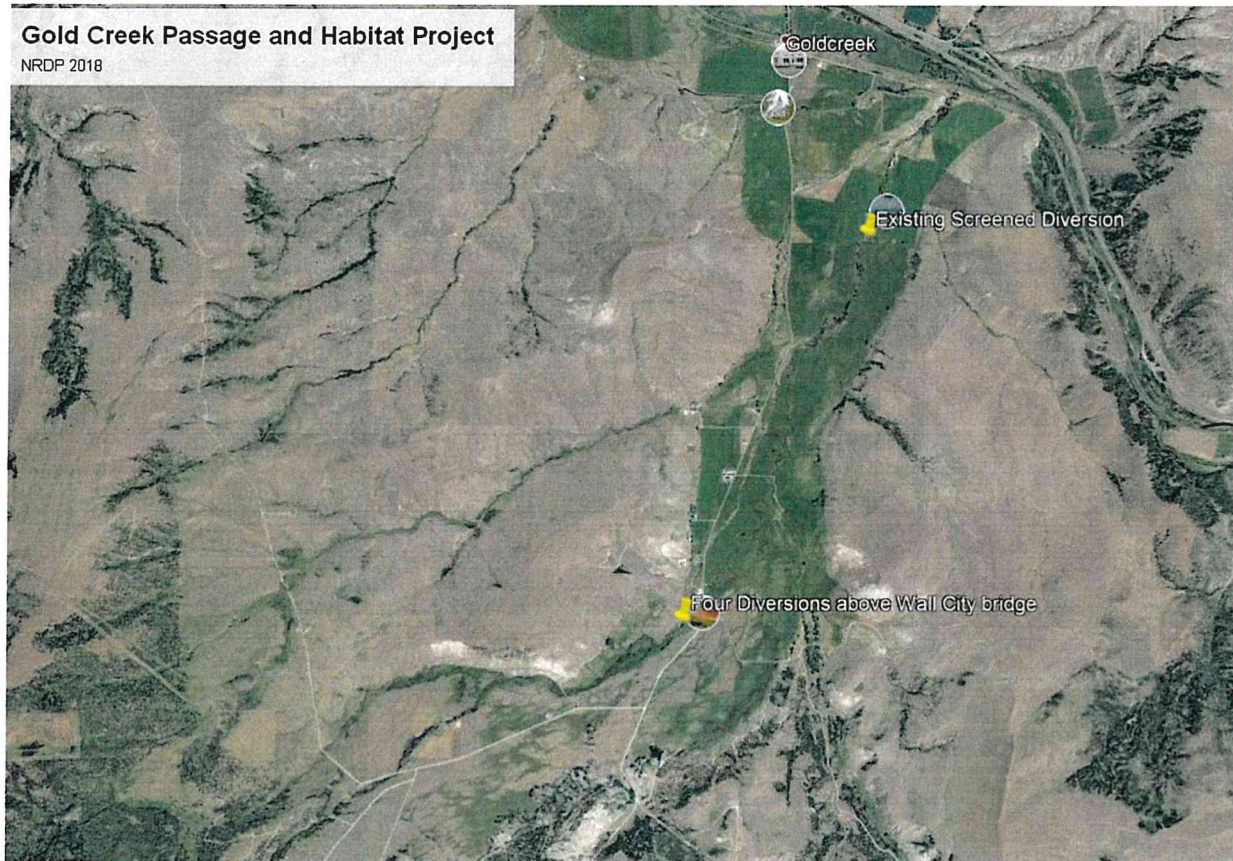 Gold Creek Passage and Habitat Project
NRDP 2018
Goldcreek
Existing Screened Diversion
Four Diversions above Wall City bridge